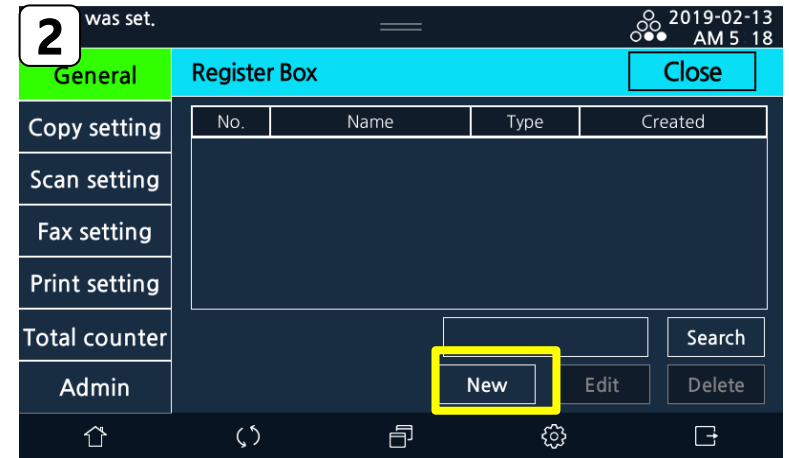 2
was set.
2019-02-13
AM 5 18
General
Register Box
Close
Copy setting
No. Name Type Created
Scan setting
Fax setting
Print setting
Total counter
Search
Admin
New Edit Delete